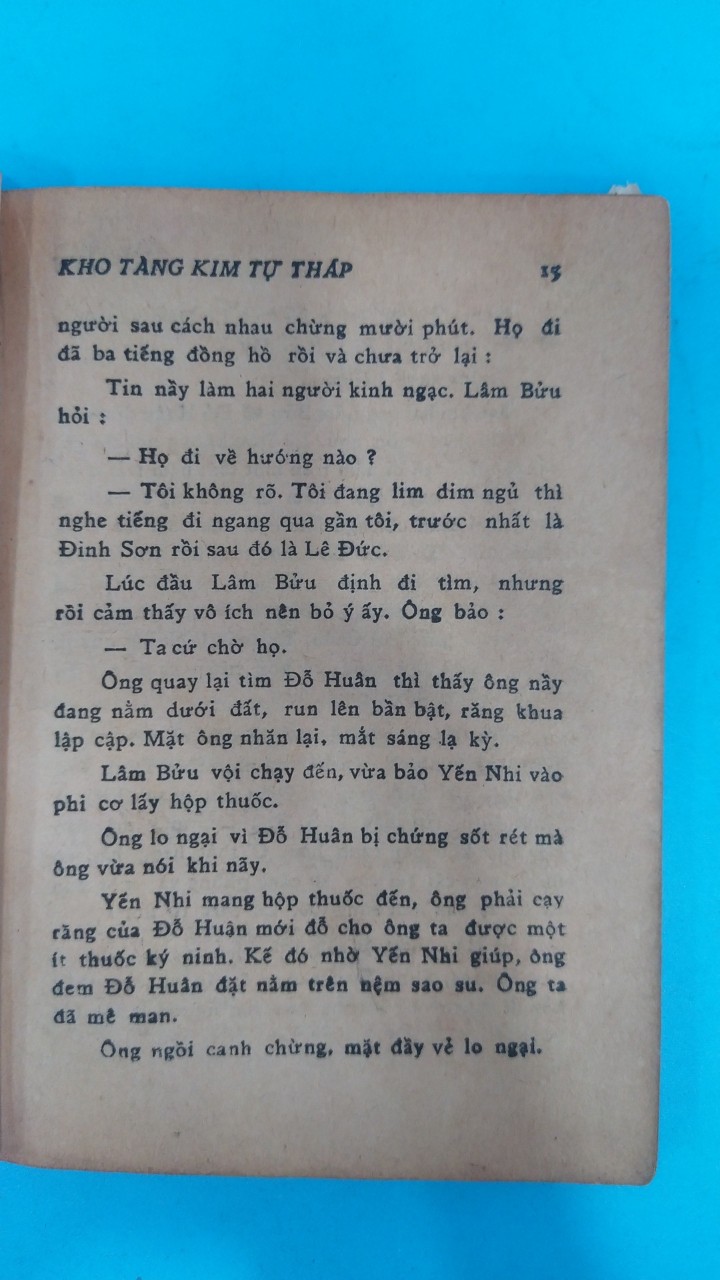 KHO TÀNG KIM TỰ THÁP 15
người sau cách nhau chừng mười phút. Họ đi
đã ba tiếng đồng hồ rồi và chưa trở lại :
Tin nầy làm hai người kinh ngạc. Lâm Bửu
hỏi :
— Họ đi về hướng nào ?
— Tôi không rõ. Tôi đang lim dim ngủ thì
nghe tiếng đi ngang qua gần tôi, trước nhất là
Đinh Sơn rồi sau đó là Lê Đức.
Lúc đầu Lâm Bửu định đi tìm, nhưng
rồi cảm thấy vô ích nên bỏ ý ấy. Ông bảo :
— Ta cứ chờ họ.
Ông quay lại tìm Đỗ Huân thì thấy ông nầy
đang nằm dưới đất, run lên bần bật, răng khua
lập cập. Mặt ông nhăn lại, mắt sáng lạ kỳ.
Lâm Bửu vội chạy đến, vừa bảo Yến Nhi vào
phi cơ lấy hộp thuốc.
Ông lo ngại vì Đỗ Huân bị chứng sốt rét mà
ông vừa nói khi nãy.
Yến Nhi mang hộp thuốc đến, ông phải cạy
răng của Đỗ Huận mới đỗ cho ông ta được một
ít thuốc ký ninh. Kế đó nhờ Yến Nhi giúp, ông
đem Đỗ Huân đặt nằm trên nệm sao su. Ông ta
đã mê man.
Ông ngồi canh chừng, mặt đầy vẻ lo ngại.